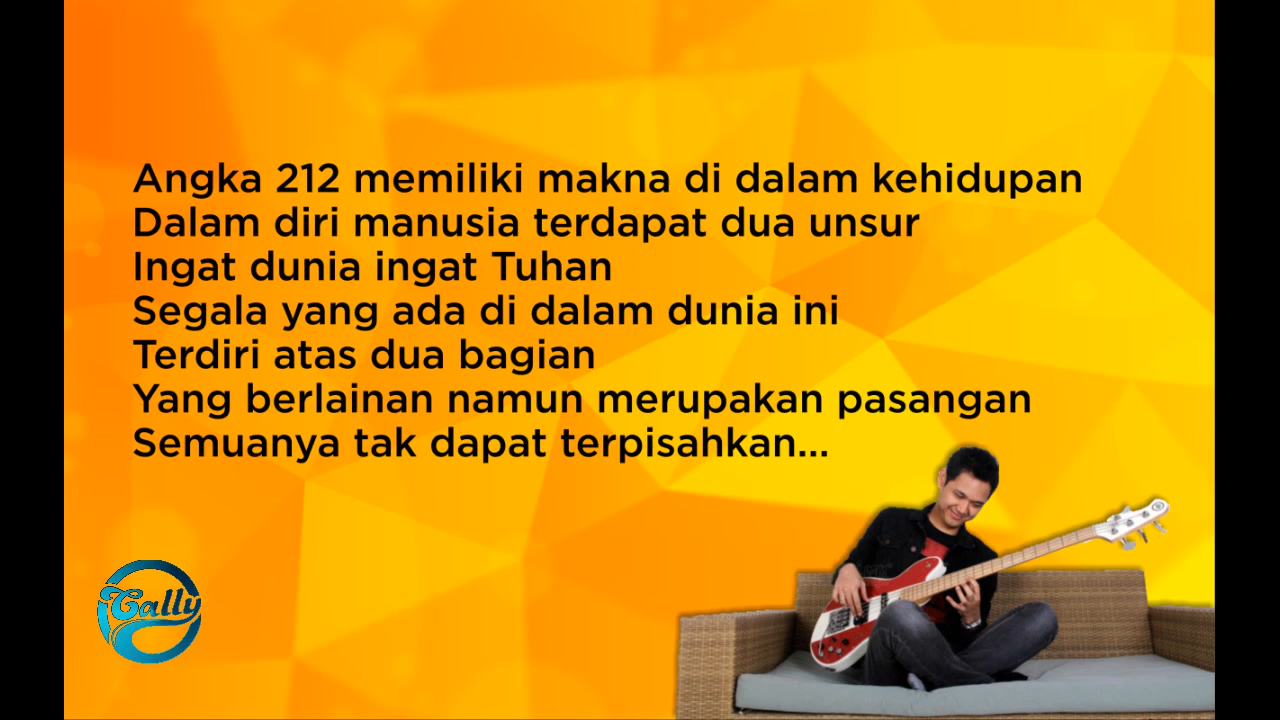 Angka 212 memiliki makna di dalam kehidupan
Dalam diri manusia terdapat dua unsur
Ingat dunia ingat Tuhan
Segala yang ada di dalam dunia ini
Terdiri atas dua bagian
Yang berlainan namun merupakan pasangan
Semuanya tak dapat terpisahkan...
Cally